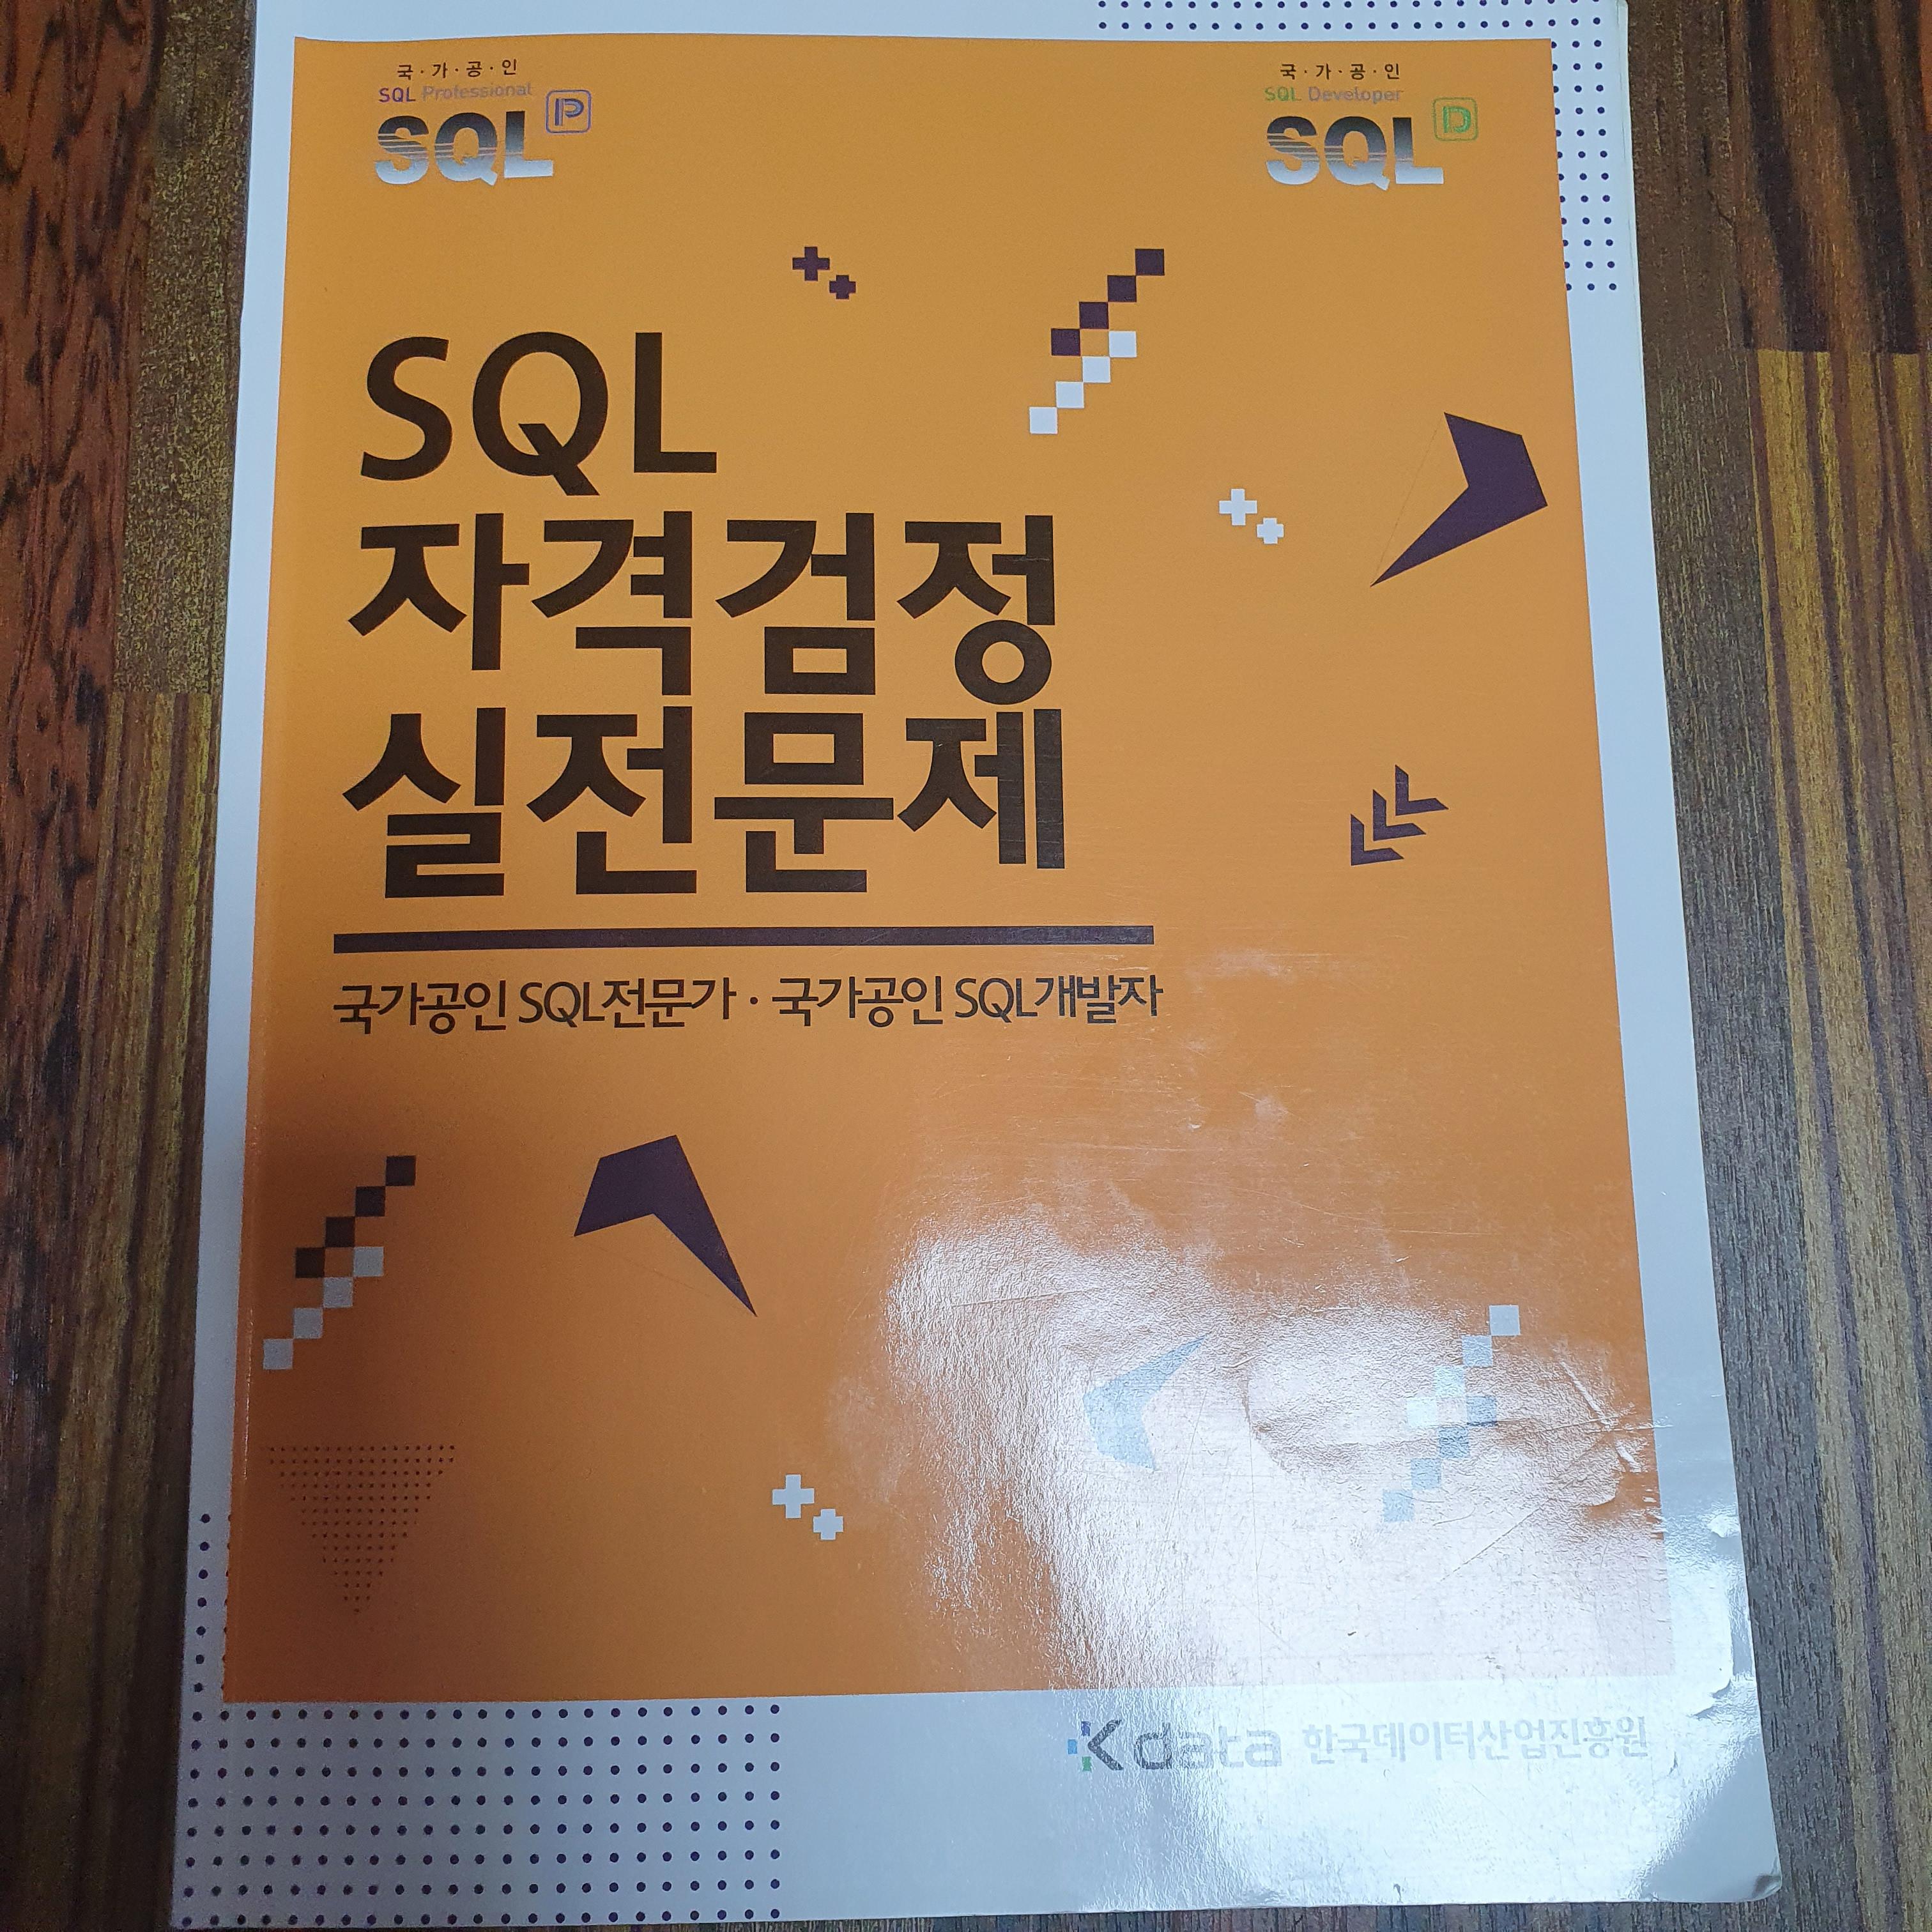 국·가·공·인
SQL Professional P
SQL
국·가·공·인
SQL Developer D
SQL
SQL
자격검정
실전문제
국가공인 SQL전문가 · 국가공인 SQL개발자
Kdata 한국데이터산업진흥원